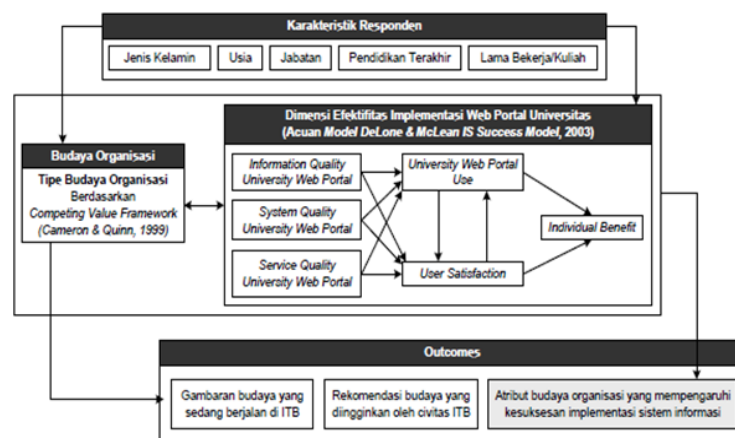 Karakteristik Responden
Jenis Kelamin
Usia
Jabatan
Pendidikan Terakhir
Lama Bekerja/Kuliah
Dimensi Efektifitas Implementasi Web Portal Universitas
(Acuan Model DeLone & McLean IS Success Model, 2003)
Budaya Organisasi
Tipe Budaya Organisasi
Berdasarkan
Competing Value Framework
(Cameron & Quinn, 1999)
Information Quality
University Web Portal
System Quality
University Web Portal
Service Quality
University Web Portal
University Web Portal
Use
User Satisfaction
Individual Benefit
Outcomes
Gambaran budaya yang
sedang berjalan di ITB
Rekomendasi budaya yang
diingginkan oleh civitas ITB
Atribut budaya organisasi yang mempengaruhi
kesuksesan implementasi sistem informasi